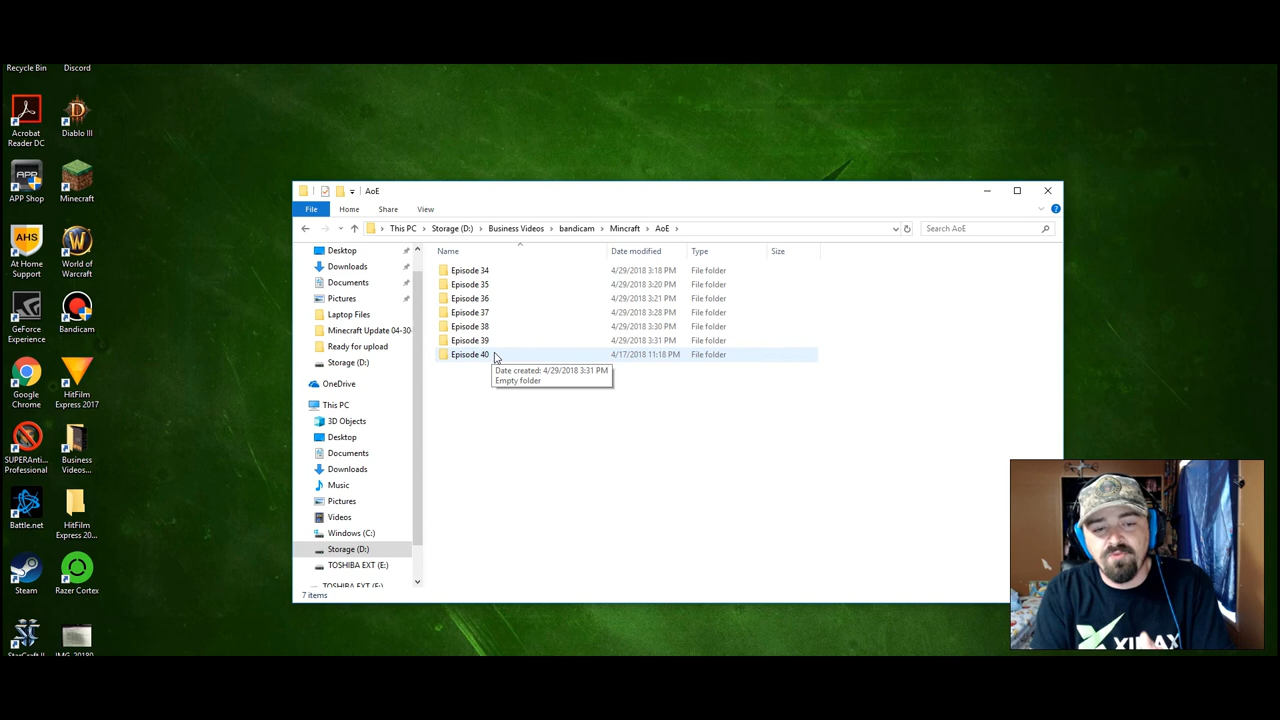 Recycle Bin
Discord
Acrobat
Reader DC
Diablo III
APP
APP Shop
Minecraft
AHS
At Home
Support
World of
Warcraft
GeForce
Experience
Bandicam
Google
Chrome
HitFilm
Express 2017
SUPERAnti...
Professional
Business
Videos...
Battle.net
HitFilm
Express 20...
Steam
Razer Cortex
StarCraft II
AoE
File
Home
Share
View
This PC
Storage (D:)
Business Videos
bandicam
Mincraft
AoE
Search AoE
Desktop
Downloads
Documents
Pictures
Laptop Files
Minecraft Update 04-30-
Ready for upload
Storage (D:)
OneDrive
This PC
3D Objects
Desktop
Documents
Downloads
Music
Pictures
Videos
Windows (C:)
Storage (D:)
TOSHIBA EXT (E:)
TOSHIBA EXT (E:)
Name Date modified Type Size
Episode 34 4/29/2018 3:18 PM File folder
Episode 35 4/29/2018 3:20 PM File folder
Episode 36 4/29/2018 3:21 PM File folder
Episode 37 4/29/2018 3:28 PM File folder
Episode 38 4/29/2018 3:30 PM File folder
Episode 39 4/29/2018 3:31 PM File folder
Episode 40 4/17/2018 11:18 PM File folder
Date created: 4/29/2018 3:31 PM
Empty folder
7 items